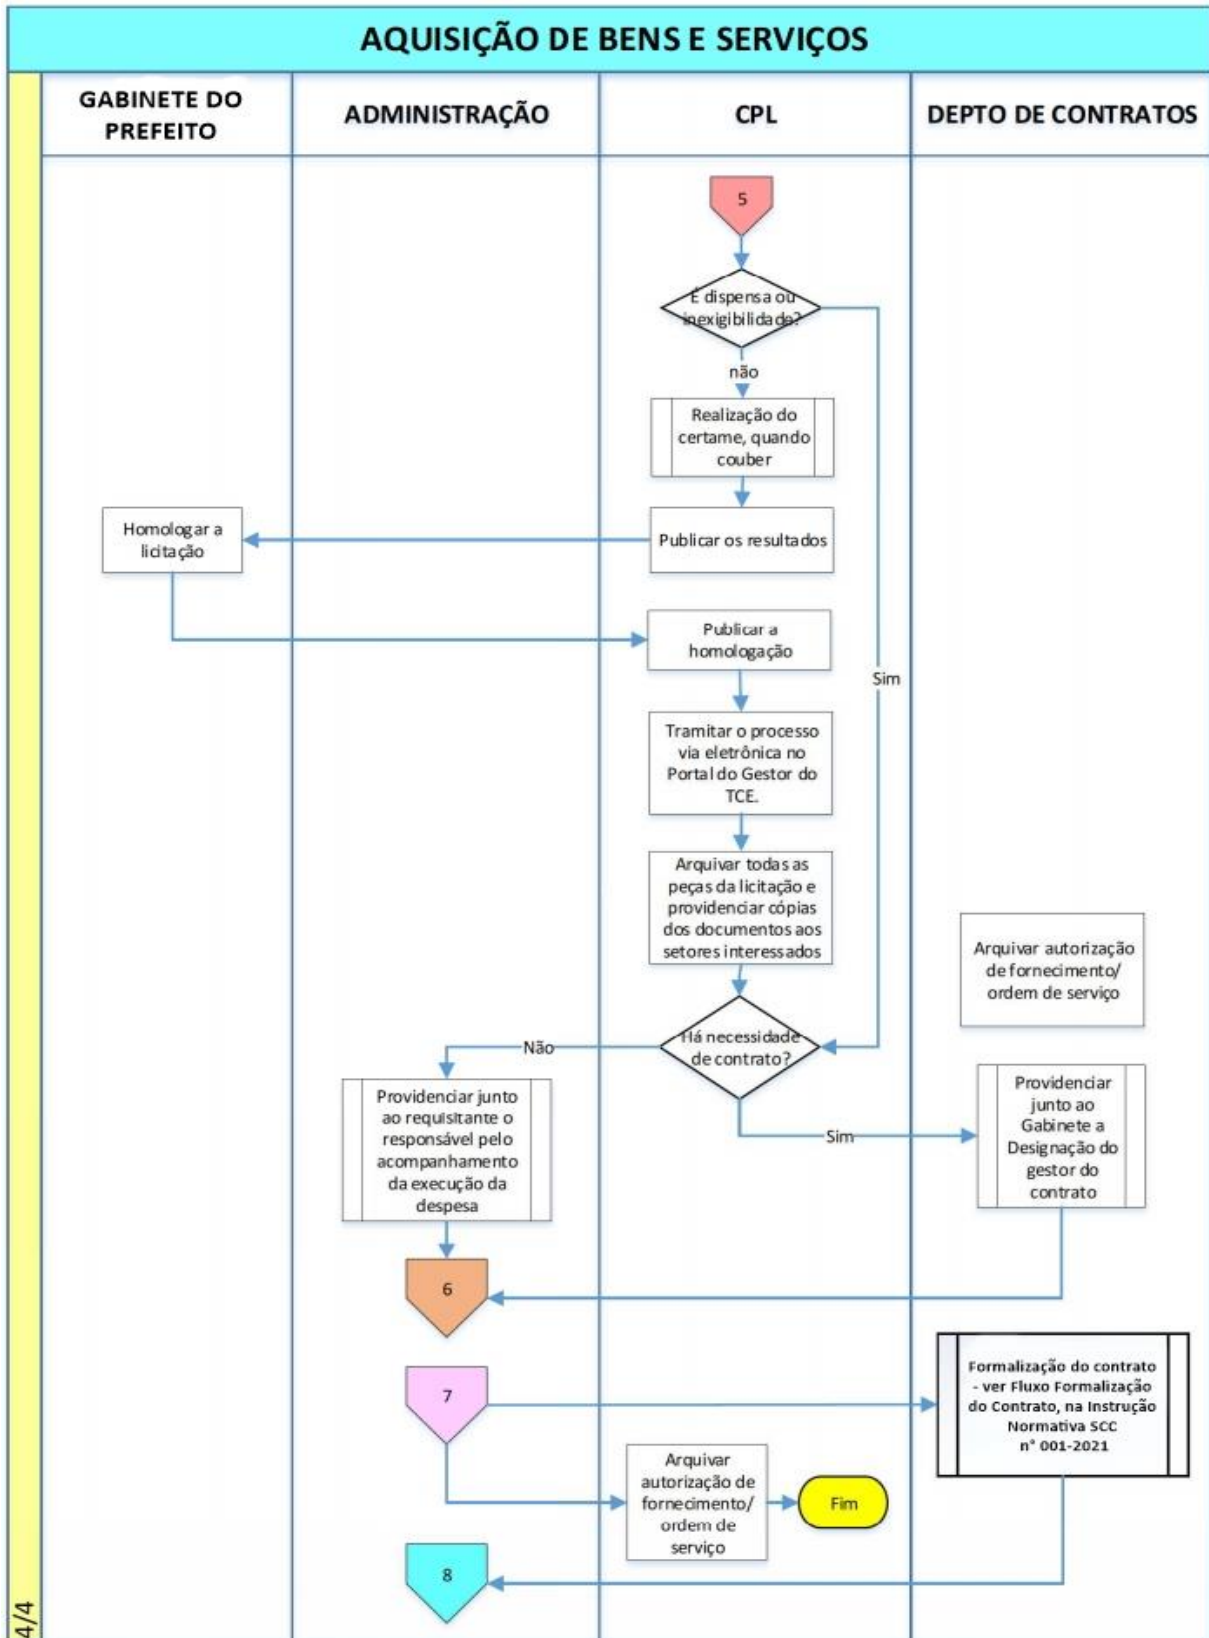 AQUISIÇÃO DE BENS E SERVIÇOS
GABINETE DO
PREFEITO
ADMINISTRAÇÃO
CPL
DEPTO DE CONTRATOS
5
É dispensa ou
inexigibilidade?
não
Realização do
certame, quando
couber
Homologar a
licitação
Publicar os resultados
Publicar a
homologação
Sim
Tramitar o processo
via eletrônica no
Portal do Gestor do
TCE.
Arquivar todas as
peças da licitação e
providenciar cópias
dos documentos aos
setores interessados
Arquivar autorização
de fornecimento/
ordem de serviço
Há necessidade
de contrato?
Não
Sim
Providenciar junto
ao requisitante o
responsável pelo
acompanhamento
da execução da
despesa
Providenciar
junto ao
Gabinete a
Designação do
gestor do
contrato
6
7
Formalização do contrato
- ver Fluxo Formalização
do Contrato, na Instrução
Normativa SCC
n° 001-2021
Arquivar
autorização de
fornecimento/
ordem de
serviço
Fim
8
4/4